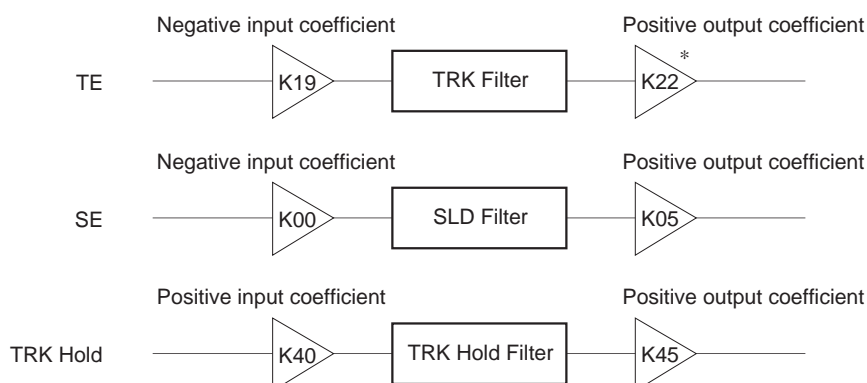 Negative input coefficient Positive output coefficient
TE K19 TRK Filter K22 *
Negative input coefficient Positive output coefficient
SE K00 SLD Filter K05
Positive input coefficient Positive output coefficient
TRK Hold K40 TRK Hold Filter K45